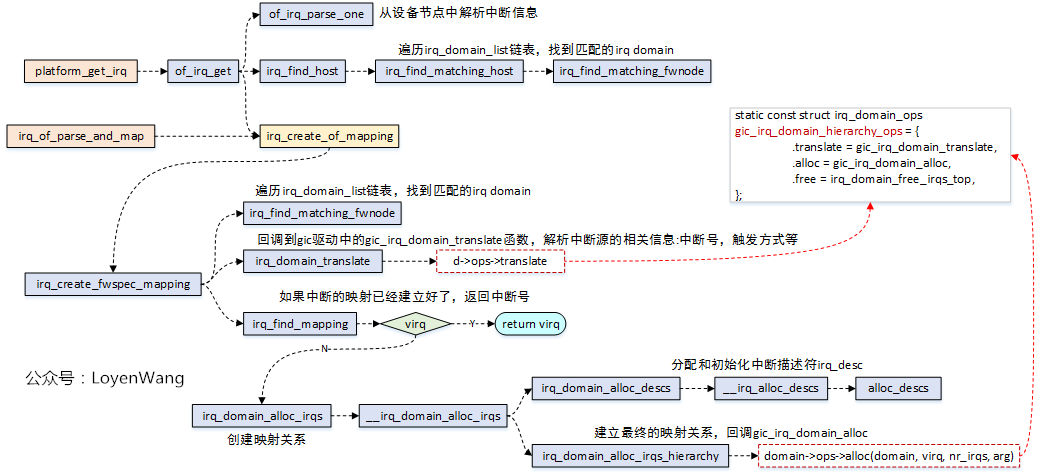 of_irq_parse_one
从设备节点中解析中断信息
遍历irq_domain_list链表，找到匹配的irq domain
platform_get_irq
of_irq_get
irq_find_host
irq_find_matching_host
irq_find_matching_fwnode
irq_of_parse_and_map
irq_create_of_mapping
static const struct irq_domain_ops
gic_irq_domain_hierarchy_ops = {
.translate = gic_irq_domain_translate,
.alloc = gic_irq_domain_alloc,
.free = irq_domain_free_irqs_top,
};
遍历irq_domain_list链表，找到匹配的irq domain
irq_find_matching_fwnode
回调到gic驱动中的gic_irq_domain_translate函数，解析中断源的相关信息:中断号，触发方式等
irq_domain_translate
d->ops->translate
irq_create_fwspec_mapping
如果中断的映射已经建立好了，返回中断号
irq_find_mapping
virq
Y
return virq
N
公众号：LoyenWang
分配和初始化中断描述符irq_desc
irq_domain_alloc_descs
__irq_alloc_descs
alloc_descs
irq_domain_alloc_irqs
__irq_domain_alloc_irqs
创建映射关系
建立最终的映射关系，回调gic_irq_domain_alloc
irq_domain_alloc_irqs_hierarchy
domain->ops->alloc(domain, virq, nr_irqs, arg)